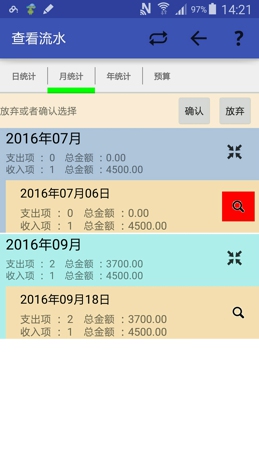 97% 14:21
查看流水 ?
日统计 月统计 年统计 预算
放弃或者确认选择 确认 放弃
2016年07月
支出项 ： 0 总金额 ：0.00
收入项 ： 1 总金额 ：4500.00
2016年07月06日
支出项 ： 0 总金额 ：0.00
收入项 ： 1 总金额 ：4500.00
2016年09月
支出项 ： 2 总金额 ：3700.00
收入项 ： 1 总金额 ：4500.00
2016年09月18日
支出项 ： 2 总金额 ：3700.00
收入项 ： 1 总金额 ：4500.00